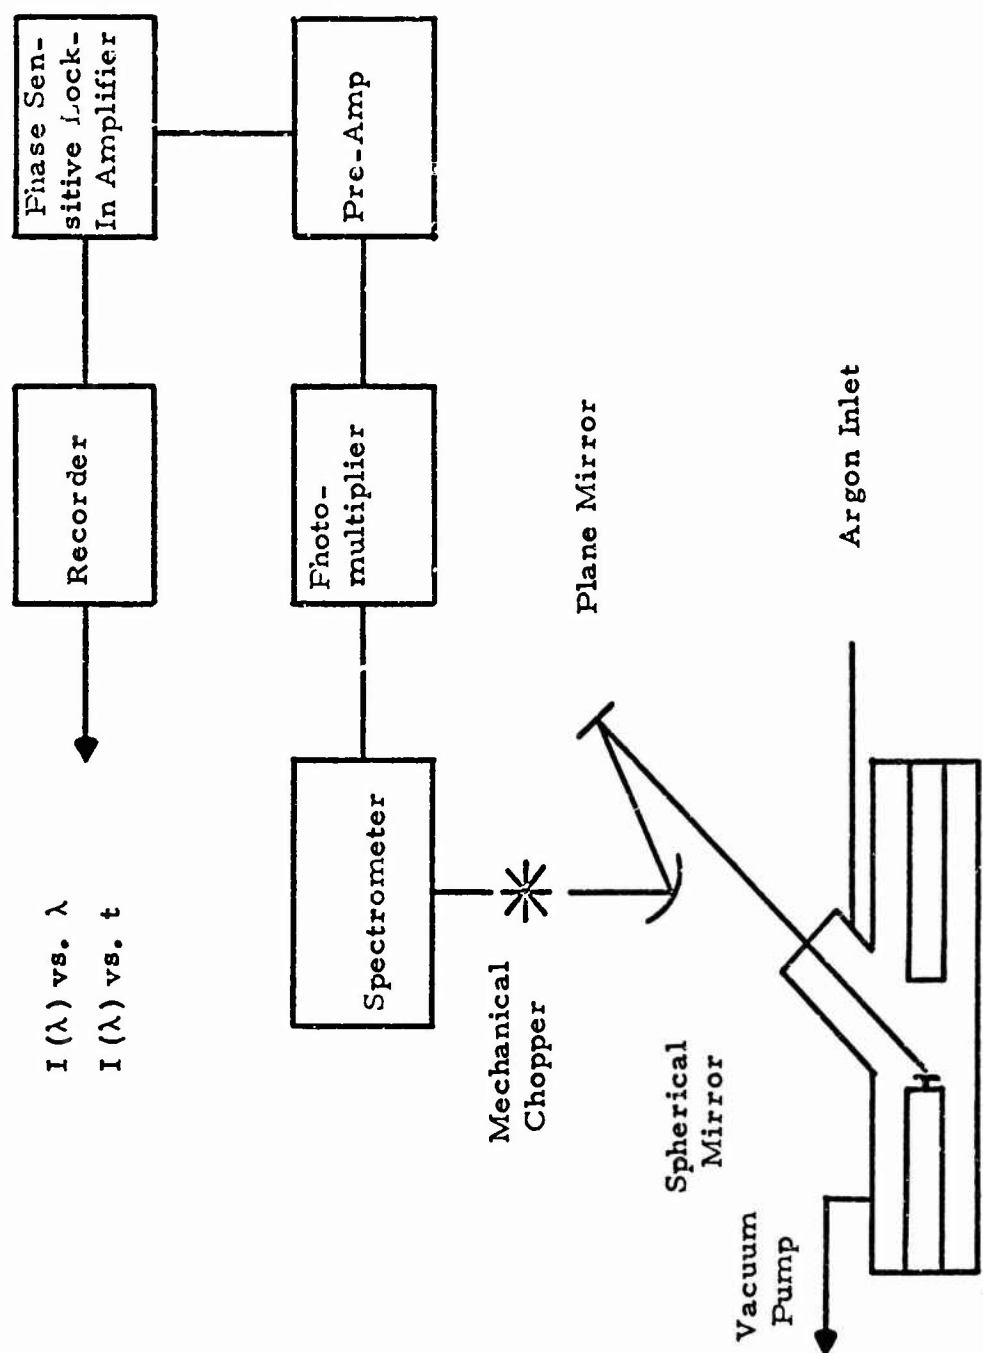 I (λ) vs. λ
I (λ) vs. t
Recorder
Phase Sen-
sitive Lock-
In Amplifier
Spectrometer
Photo-
multiplier
Pre-Amp
Mechanical
Chopper
Plane Mirror
Spherical
Mirror
Vacuum
Pump
Argon Inlet